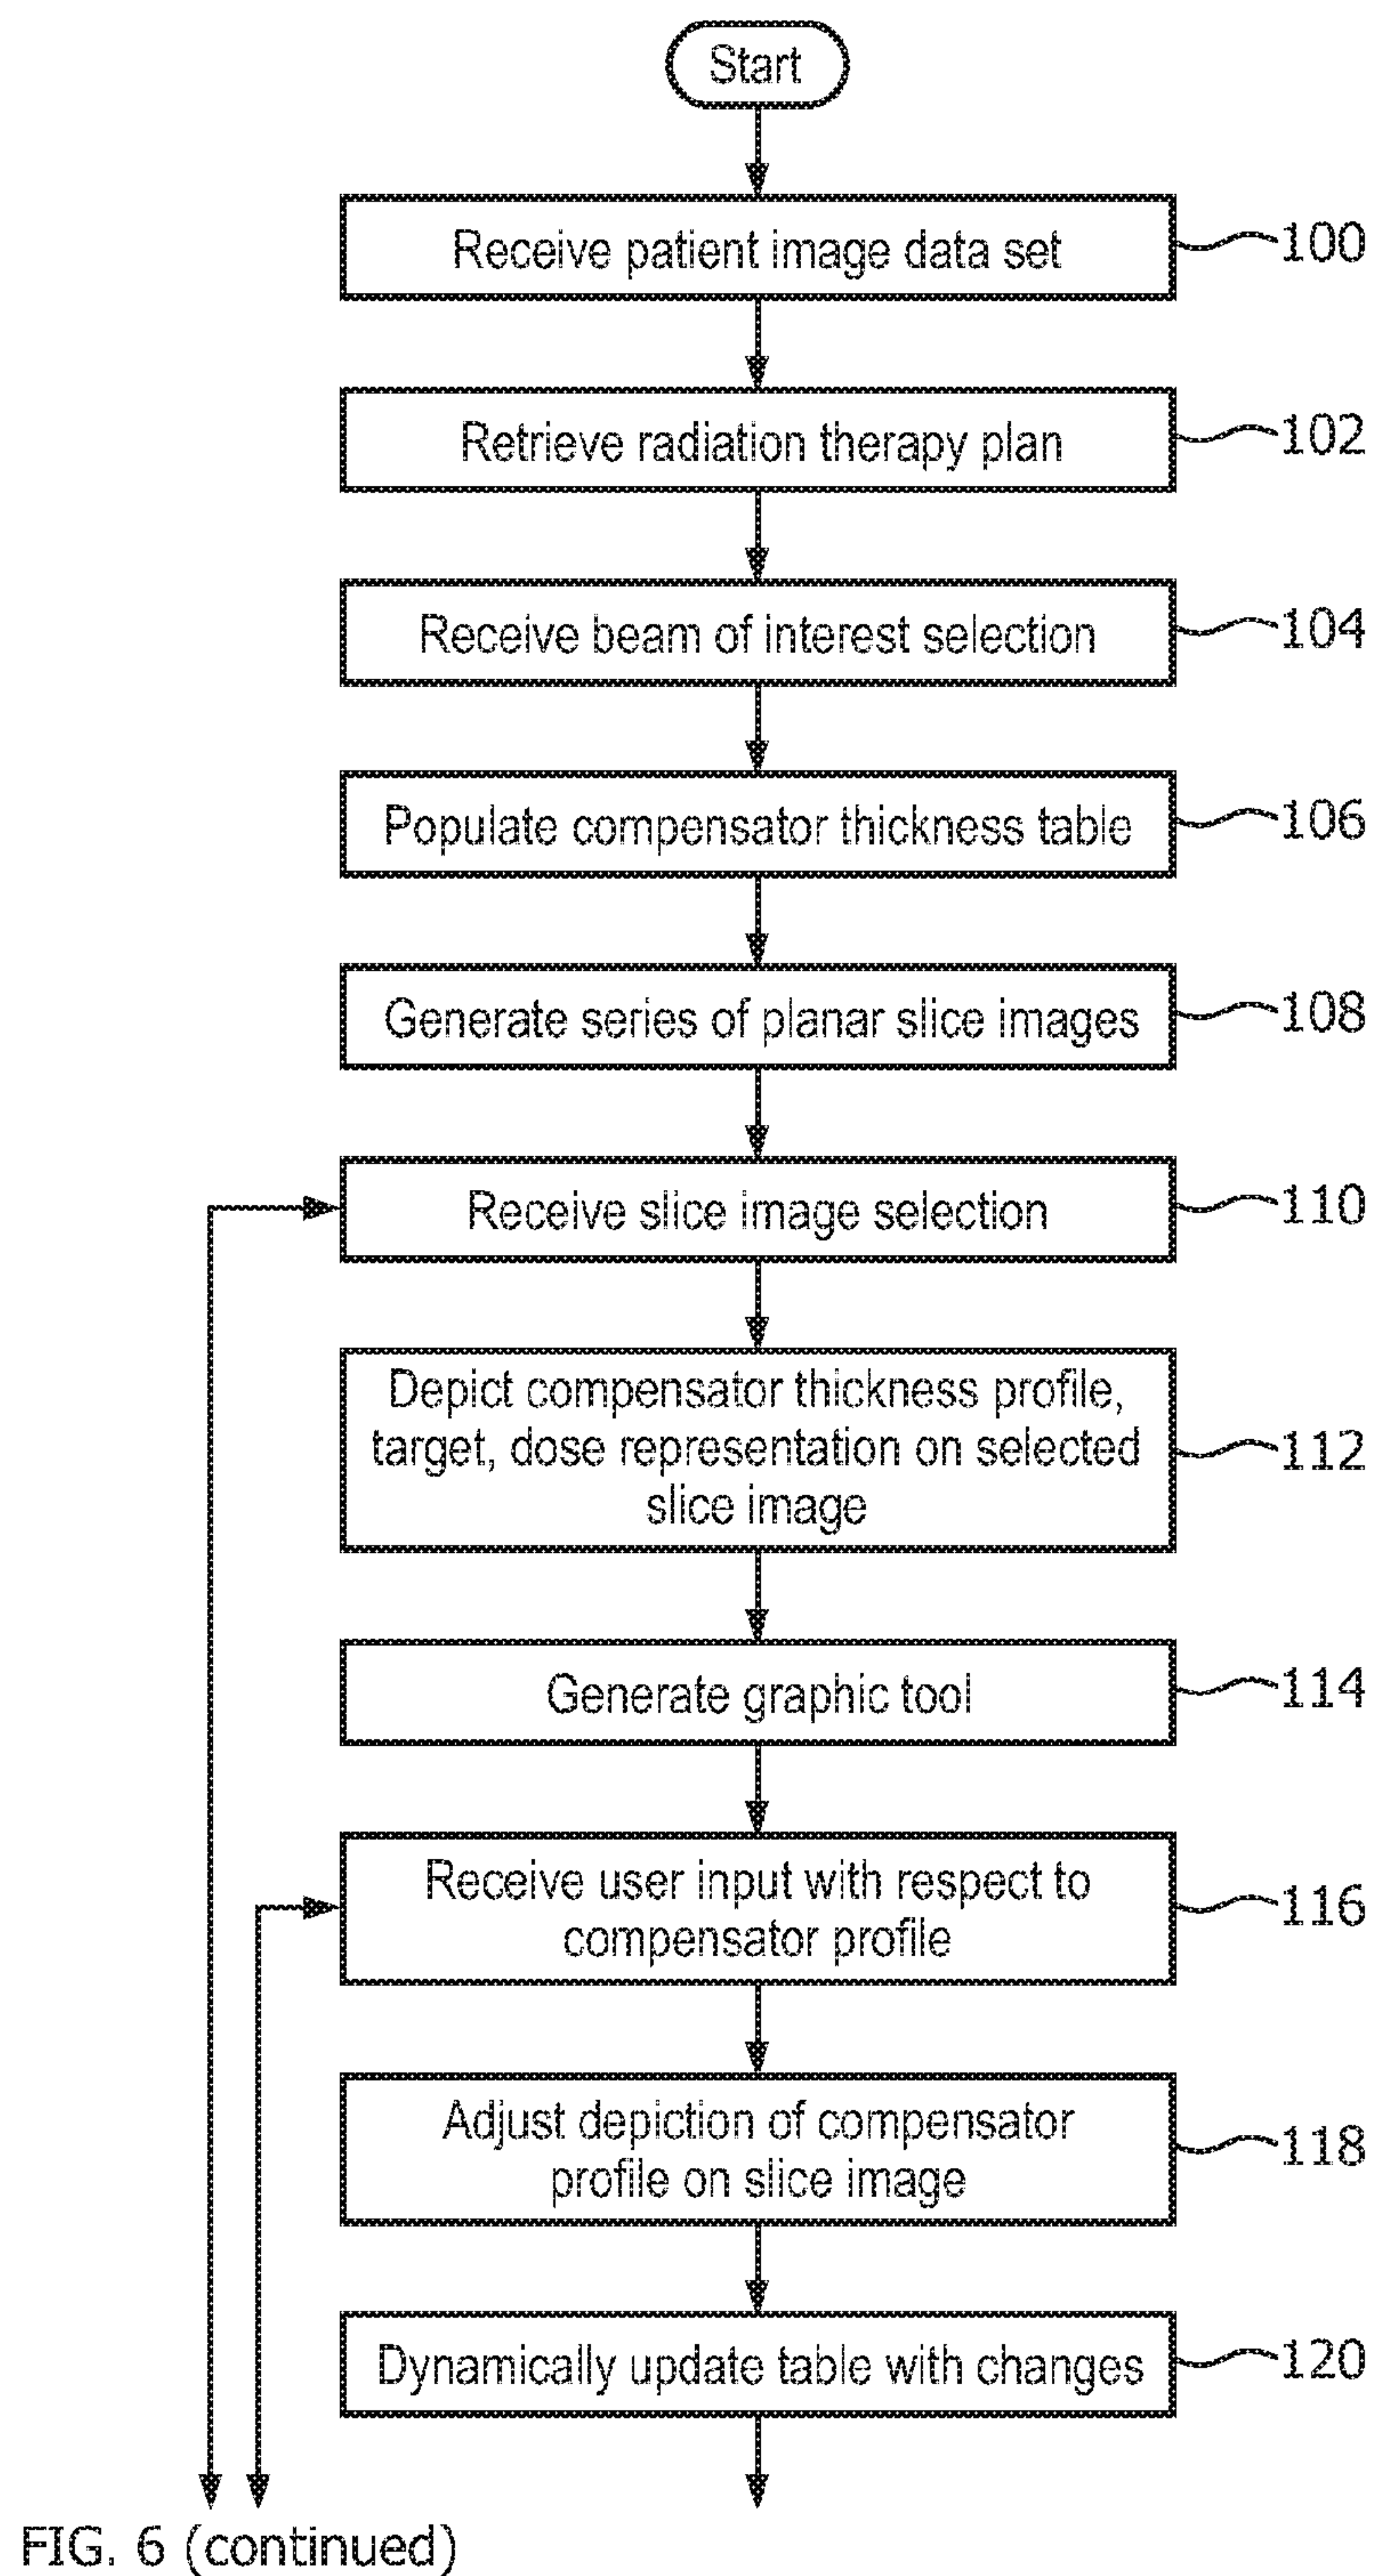 Start
Receive patient image data set
100
Retrieve radiation therapy plan
102
Receive beam of interest selection
104
Populate compensator thickness table
106
Generate series of planar slice images
108
Receive slice image selection
110
Depict compensator thickness profile,
target, dose representation on selected
slice image
112
Generate graphic tool
114
Receive user input with respect to
compensator profile
116
Adjust depiction of compensator
profile on slice image
118
Dynamically update table with changes
120
FIG. 6 (continued)